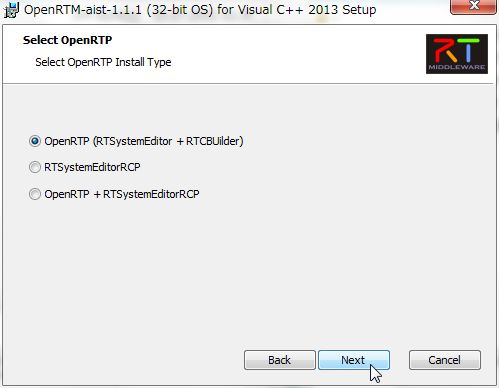 OpenRTM-aist-1.1.1 (32-bit OS) for Visual C++ 2013 Setup
Select OpenRTP
Select OpenRTP Install Type
RT
MIDDLEWARE
OpenRTP (RTSystemEditor + RTCBUilder)
RTSystemEditorRCP
OpenRTP + RTSystemEditorRCP
Back
Next
Cancel